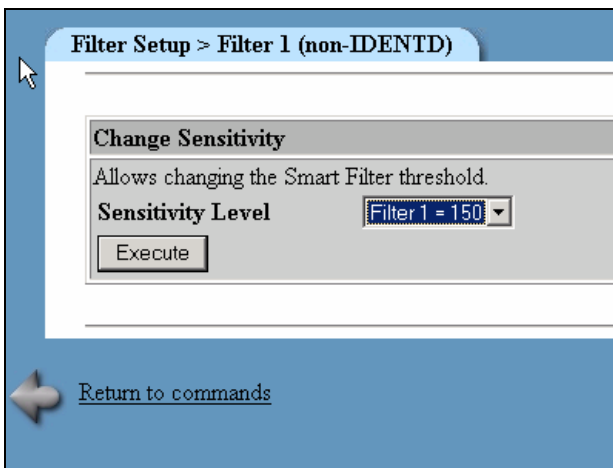 Filter Setup > Filter 1 (non-IDENTD)
Change Sensitivity
Allows changing the Smart Filter threshold.
Sensitivity Level Filter 1 = 150
Execute
Return to commands